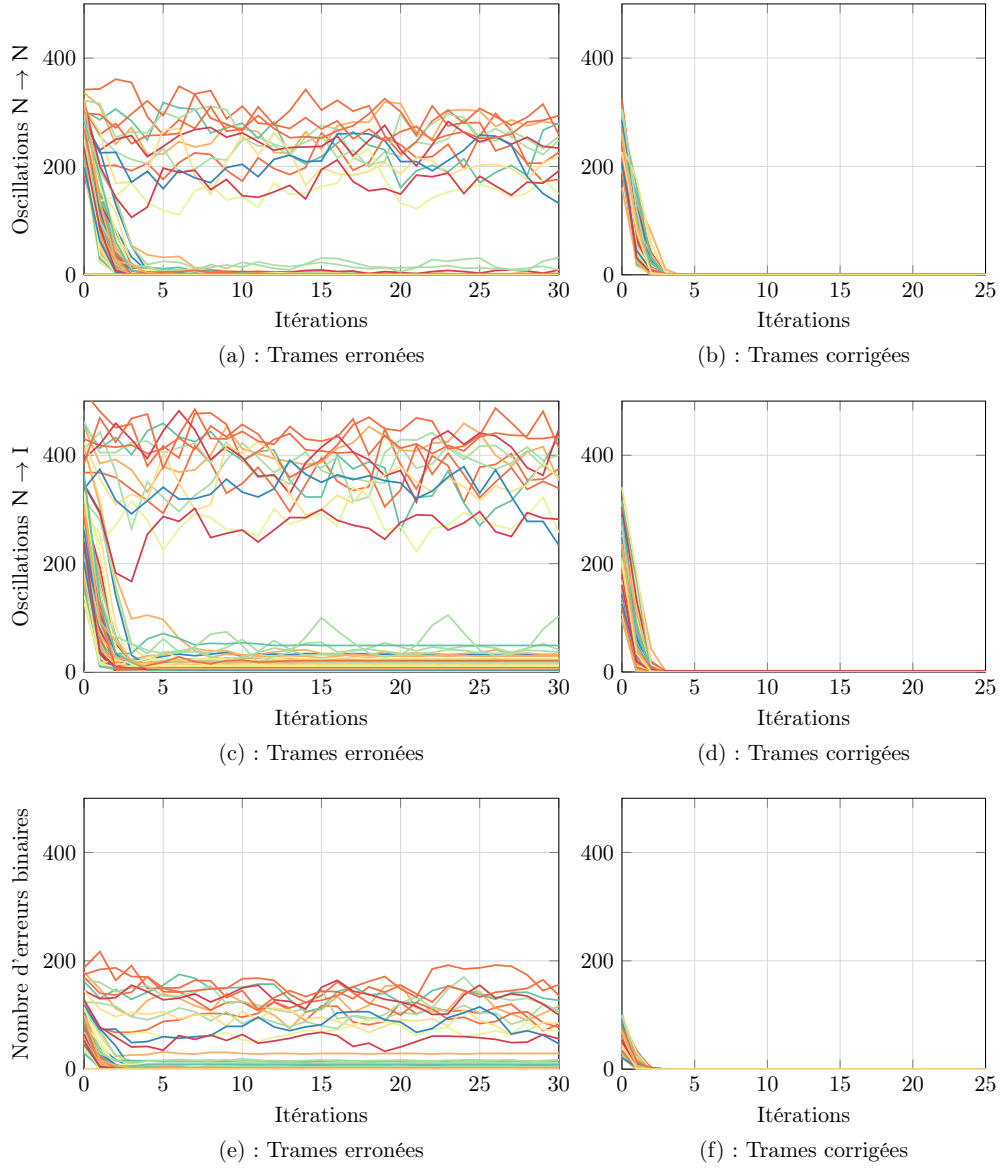 Oscillations N → N
400
200
0
0 5 10 15 20 25 30
Itérations
(a) : Trames erronées
400
200
0
0 5 10 15 20 25
Itérations
(b) : Trames corrigées
Oscillations N → I
400
200
0
0 5 10 15 20 25 30
Itérations
(c) : Trames erronées
400
200
0
0 5 10 15 20 25
Itérations
(d) : Trames corrigées
Nombre d'erreurs binaires
400
200
0
0 5 10 15 20 25 30
Itérations
(e) : Trames erronées
400
200
0
0 5 10 15 20 25
Itérations
(f) : Trames corrigées